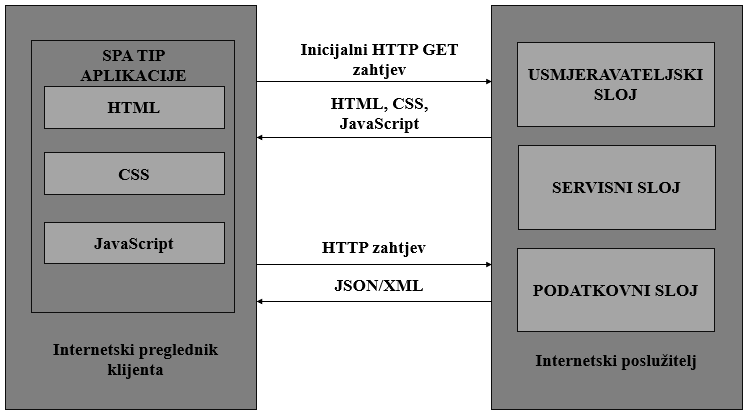 SPA TIP
APLIKACIJE
HTML
CSS
JavaScript
Internetski preglednik
klijenta
Inicijalni HTTP GET
zahtjev
HTML, CSS,
JavaScript
HTTP zahtjev
JSON/XML
USMJERAVATELJSKI
SLOJ
SERVISNI SLOJ
PODATKOVNI SLOJ
Internetski poslužitelj